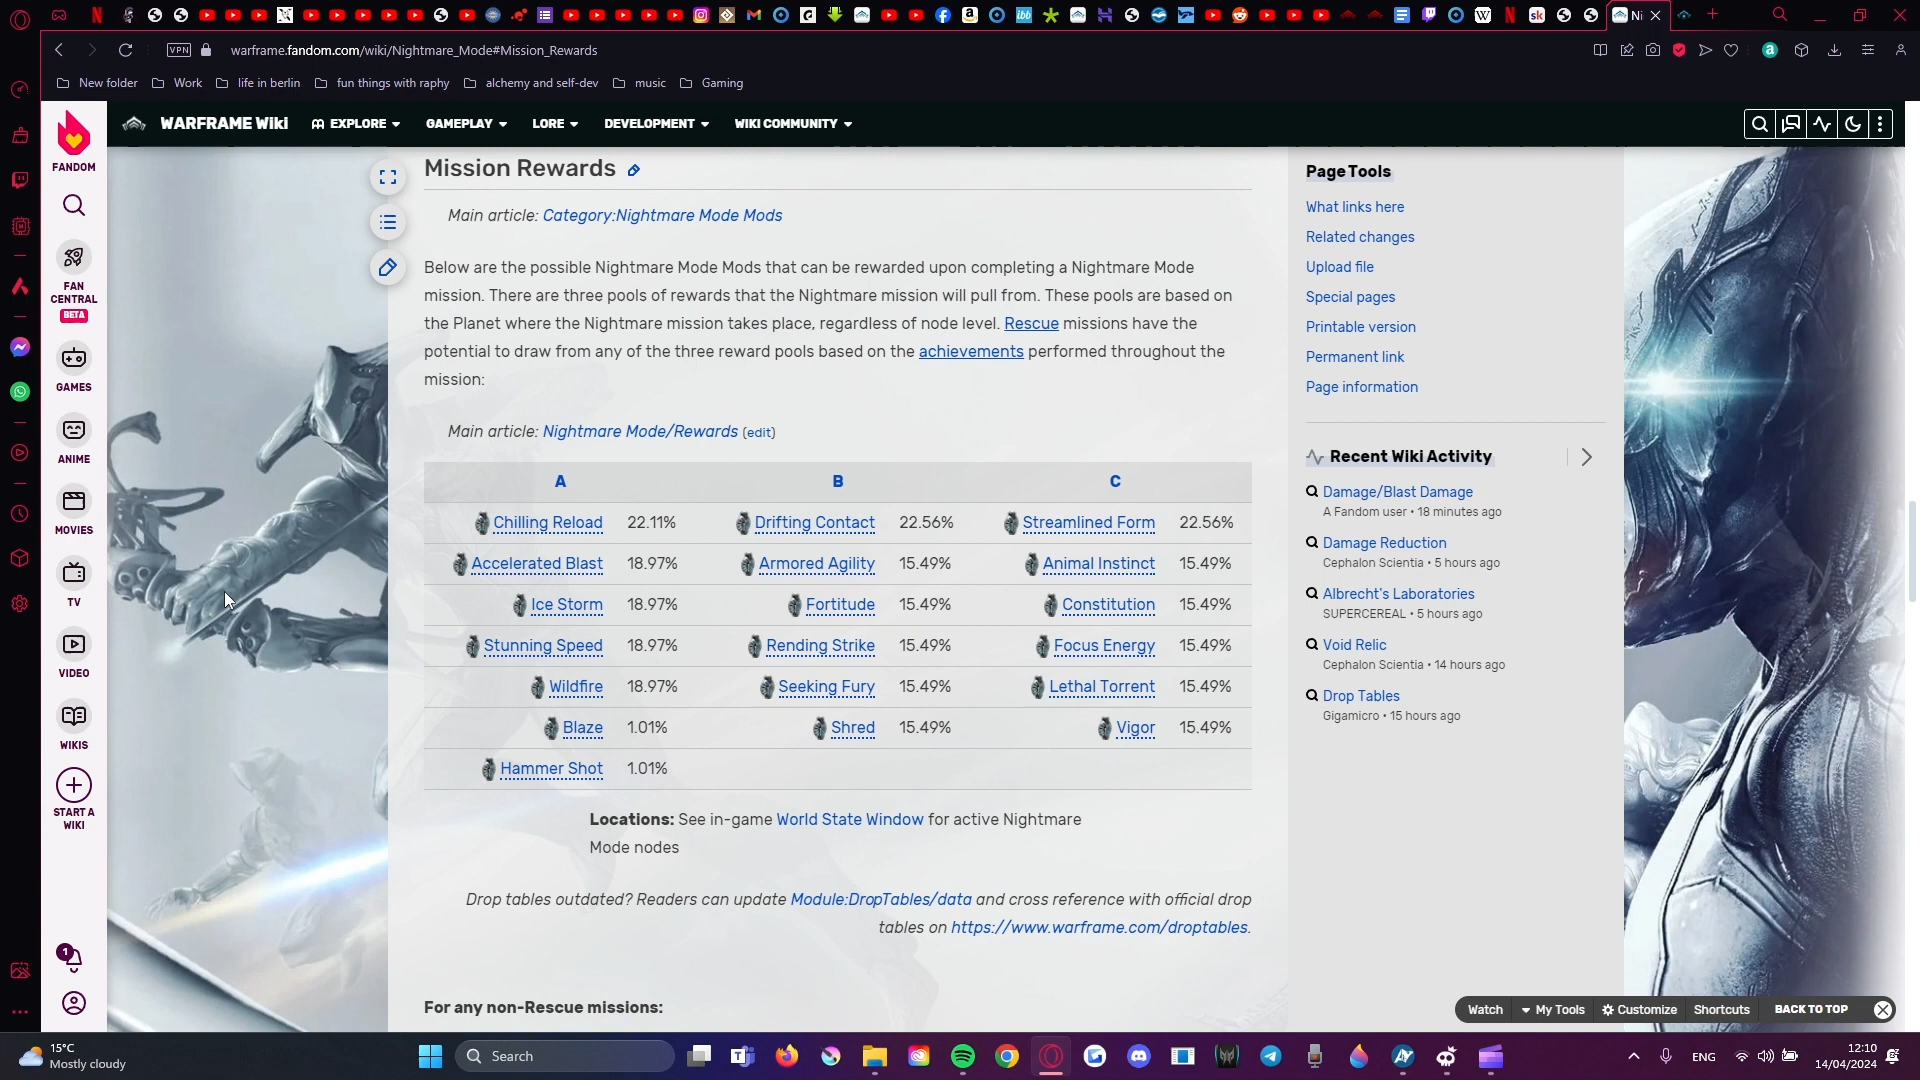 Ni
VPN
warframe.fandom.com/wiki/Nightmare_Mode#Mission_Rewards
New folder
Work
life in berlin
fun things with raphy
alchemy and self-dev
music
Gaming
WARFRAME Wiki
EXPLORE
GAMEPLAY
LORE
DEVELOPMENT
WIKI COMMUNITY
FANDOM
FAN
CENTRAL
BETA
GAMES
ANIME
MOVIES
TV
VIDEO
WIKIS
START A
WIKI
1
Mission Rewards
Main article: Category:Nightmare Mode Mods
Below are the possible Nightmare Mode Mods that can be rewarded upon completing a Nightmare Mode
mission. There are three pools of rewards that the Nightmare mission will pull from. These pools are based on
the Planet where the Nightmare mission takes place, regardless of node level. Rescue missions have the
potential to draw from any of the three reward pools based on the achievements performed throughout the
mission:
Main article: Nightmare Mode/Rewards (edit)
A B C
Chilling Reload 22.11% Drifting Contact 22.56% Streamlined Form 22.56%
Accelerated Blast 18.97% Armored Agility 15.49% Animal Instinct 15.49%
Ice Storm 18.97% Fortitude 15.49% Constitution 15.49%
Stunning Speed 18.97% Rending Strike 15.49% Focus Energy 15.49%
Wildfire 18.97% Seeking Fury 15.49% Lethal Torrent 15.49%
Blaze 1.01% Shred 15.49% Vigor 15.49%
Hammer Shot 1.01%
Locations: See in-game World State Window for active Nightmare
Mode nodes
Drop tables outdated? Readers can update Module:DropTables/data and cross reference with official drop
tables on https://www.warframe.com/droptables.
For any non-Rescue missions:
Page Tools
What links here
Related changes
Upload file
Special pages
Printable version
Permanent link
Page information
Recent Wiki Activity
Damage/Blast Damage
A Fandom user • 18 minutes ago
Damage Reduction
Cephalon Scientia • 5 hours ago
Albrecht's Laboratories
SUPERCEREAL • 5 hours ago
Void Relic
Cephalon Scientia • 14 hours ago
Drop Tables
Gigamicro • 15 hours ago
Watch
My Tools
Customize
Shortcuts
BACK TO TOP
15°C
Mostly cloudy
Search
ENG
12:10
14/04/2024